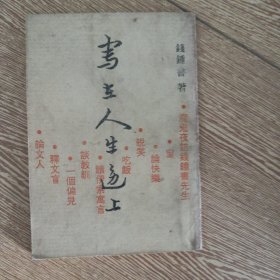 錢鍾書著
寫在人生邊上
•魔鬼夜訪錢鍾書先生
•窗
•論快樂
•說笑
•吃飯
•讀伊索寓言
•談教訓
•一個偏見
•釋文盲
•論文人